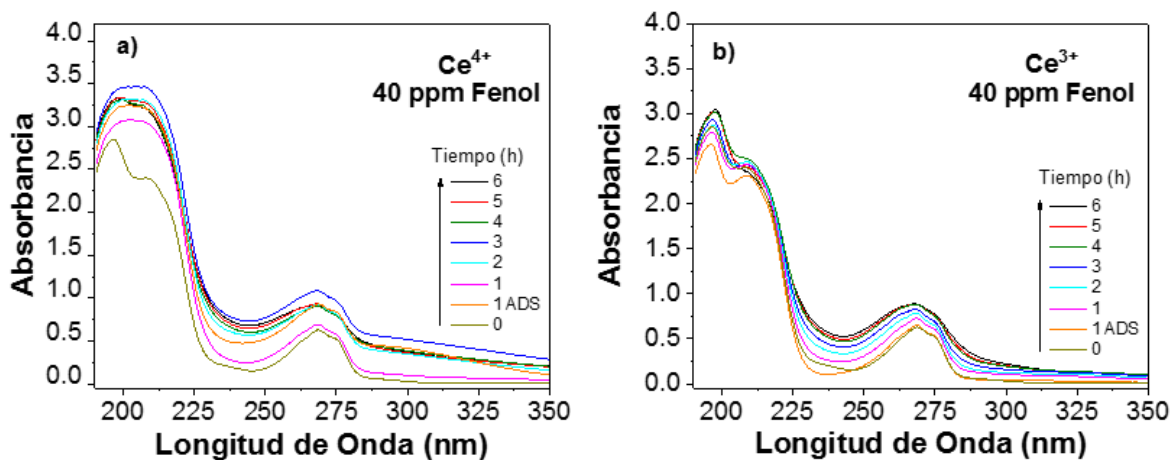 a)
Ce4+
40 ppm Fenol
Absorbancia
4.0
3.5
3.0
2.5
2.0
1.5
1.0
0.5
0.0
Tiempo (h)
6
5
4
3
2
1
1 ADS
0
200 225 250 275 300 325 350
Longitud de Onda (nm)
b)
Ce3+
40 ppm Fenol
Absorbancia
4.0
3.5
3.0
2.5
2.0
1.5
1.0
0.5
0.0
Tiempo (h)
6
5
4
3
2
1
1 ADS
0
200 225 250 275 300 325 350
Longitud de Onda (nm)